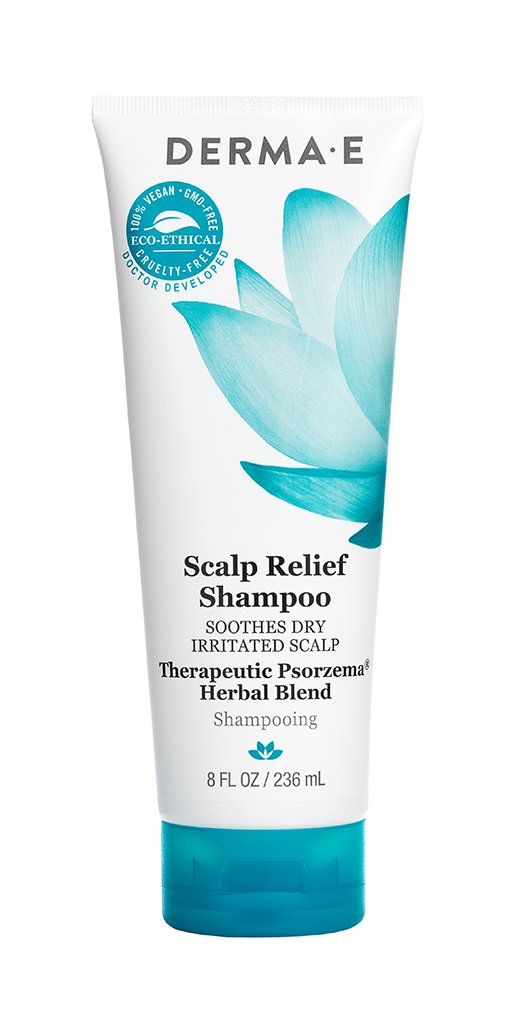 DERMA·E
100% VEGAN · GMO-FREE
ECO-ETHICAL
CRUELTY-FREE
DOCTOR DEVELOPED
Scalp Relief
Shampoo
SOOTHES DRY
IRRITATED SCALP
Therapeutic Psorzema®
Herbal Blend
Shampooing
8 FL OZ / 236 mL